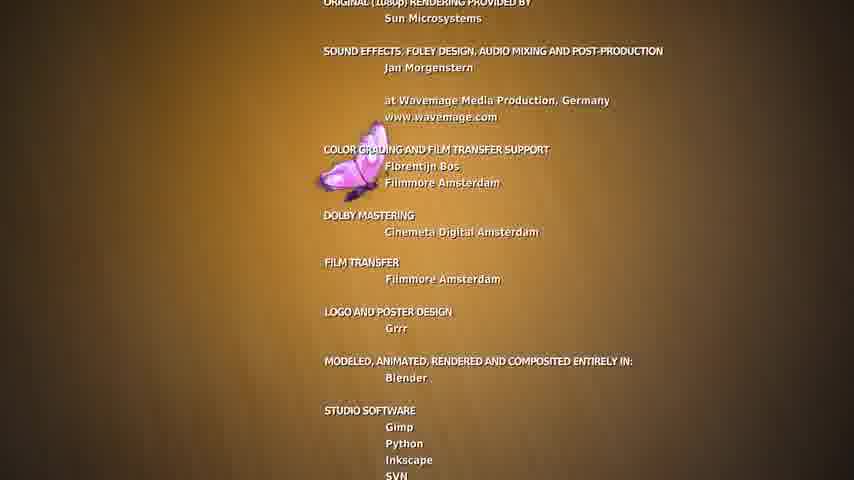 ORIGINAL (1080p) RENDERING PROVIDED BY
Sun Microsystems
SOUND EFFECTS, FOLEY DESIGN, AUDIO MIXING AND POST-PRODUCTION
Jan Morgenstern
at Wavemage Media Production, Germany
www.wavemage.com
COLOR GRADING AND FILM TRANSFER SUPPORT
Florentijn Bos
Filmmore Amsterdam
DOLBY MASTERING
Cinemeta Digital Amsterdam
FILM TRANSFER
Filmmore Amsterdam
LOGO AND POSTER DESIGN
Grrr
MODELED, ANIMATED, RENDERED AND COMPOSITED ENTIRELY IN:
Blender
STUDIO SOFTWARE
Gimp
Python
Inkscape
SVN